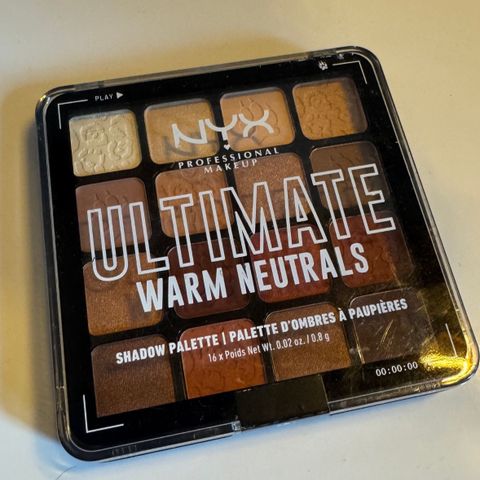 PLAY ▶
NYX
PROFESSIONAL
MAKEUP
ULTIMATE
WARM NEUTRALS
SHADOW PALETTE | PALETTE D'OMBRES À PAUPIÈRES
16 x Poids Net Wt. 0.02 oz. / 0.8 g
00:00:00